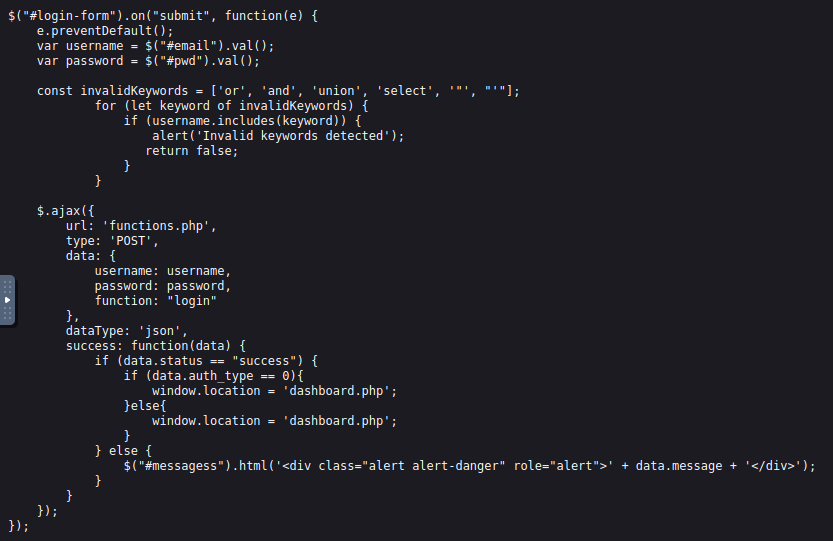 $("#login-form").on("submit", function(e) {
    e.preventDefault();
    var username = $("#email").val();
    var password = $("#pwd").val();

    const invalidKeywords = ['or', 'and', 'union', 'select', '"', "'"];
            for (let keyword of invalidKeywords) {
                if (username.includes(keyword)) {
                    alert('Invalid keywords detected');
                   return false;
                }
            }

    $.ajax({
        url: 'functions.php',
        type: 'POST',
        data: {
            username: username,
            password: password,
            function: "login"
        },
        dataType: 'json',
        success: function(data) {
            if (data.status == "success") {
                if (data.auth_type == 0){
                    window.location = 'dashboard.php';
                }else{
                    window.location = 'dashboard.php';
                }
            } else {
                $("#messagess").html('<div class="alert alert-danger" role="alert">' + data.message + '</div>');
            }
        }
    });
});